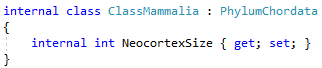 internal class ClassMammalia : PhylumChordata
{
    internal int NeocortexSize { get; set; }
}